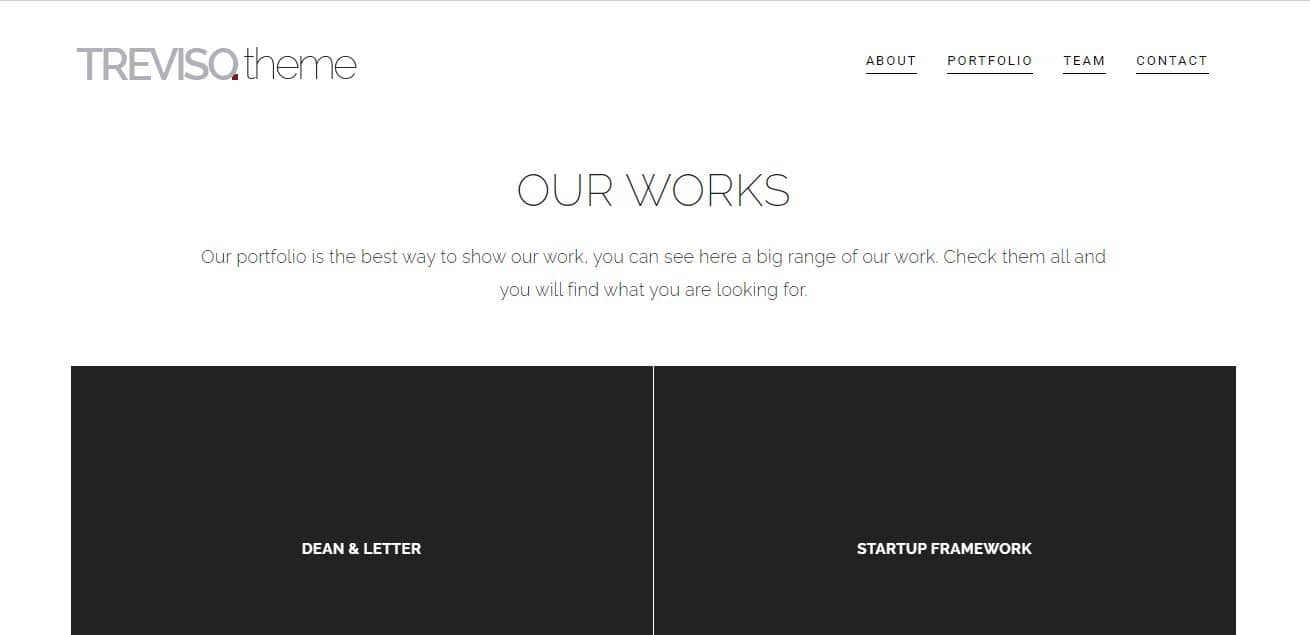 TREVISO.theme
ABOUT PORTFOLIO TEAM CONTACT
OUR WORKS
Our portfolio is the best way to show our work, you can see here a big range of our work. Check them all and
you will find what you are looking for.
DEAN & LETTER
STARTUP FRAMEWORK